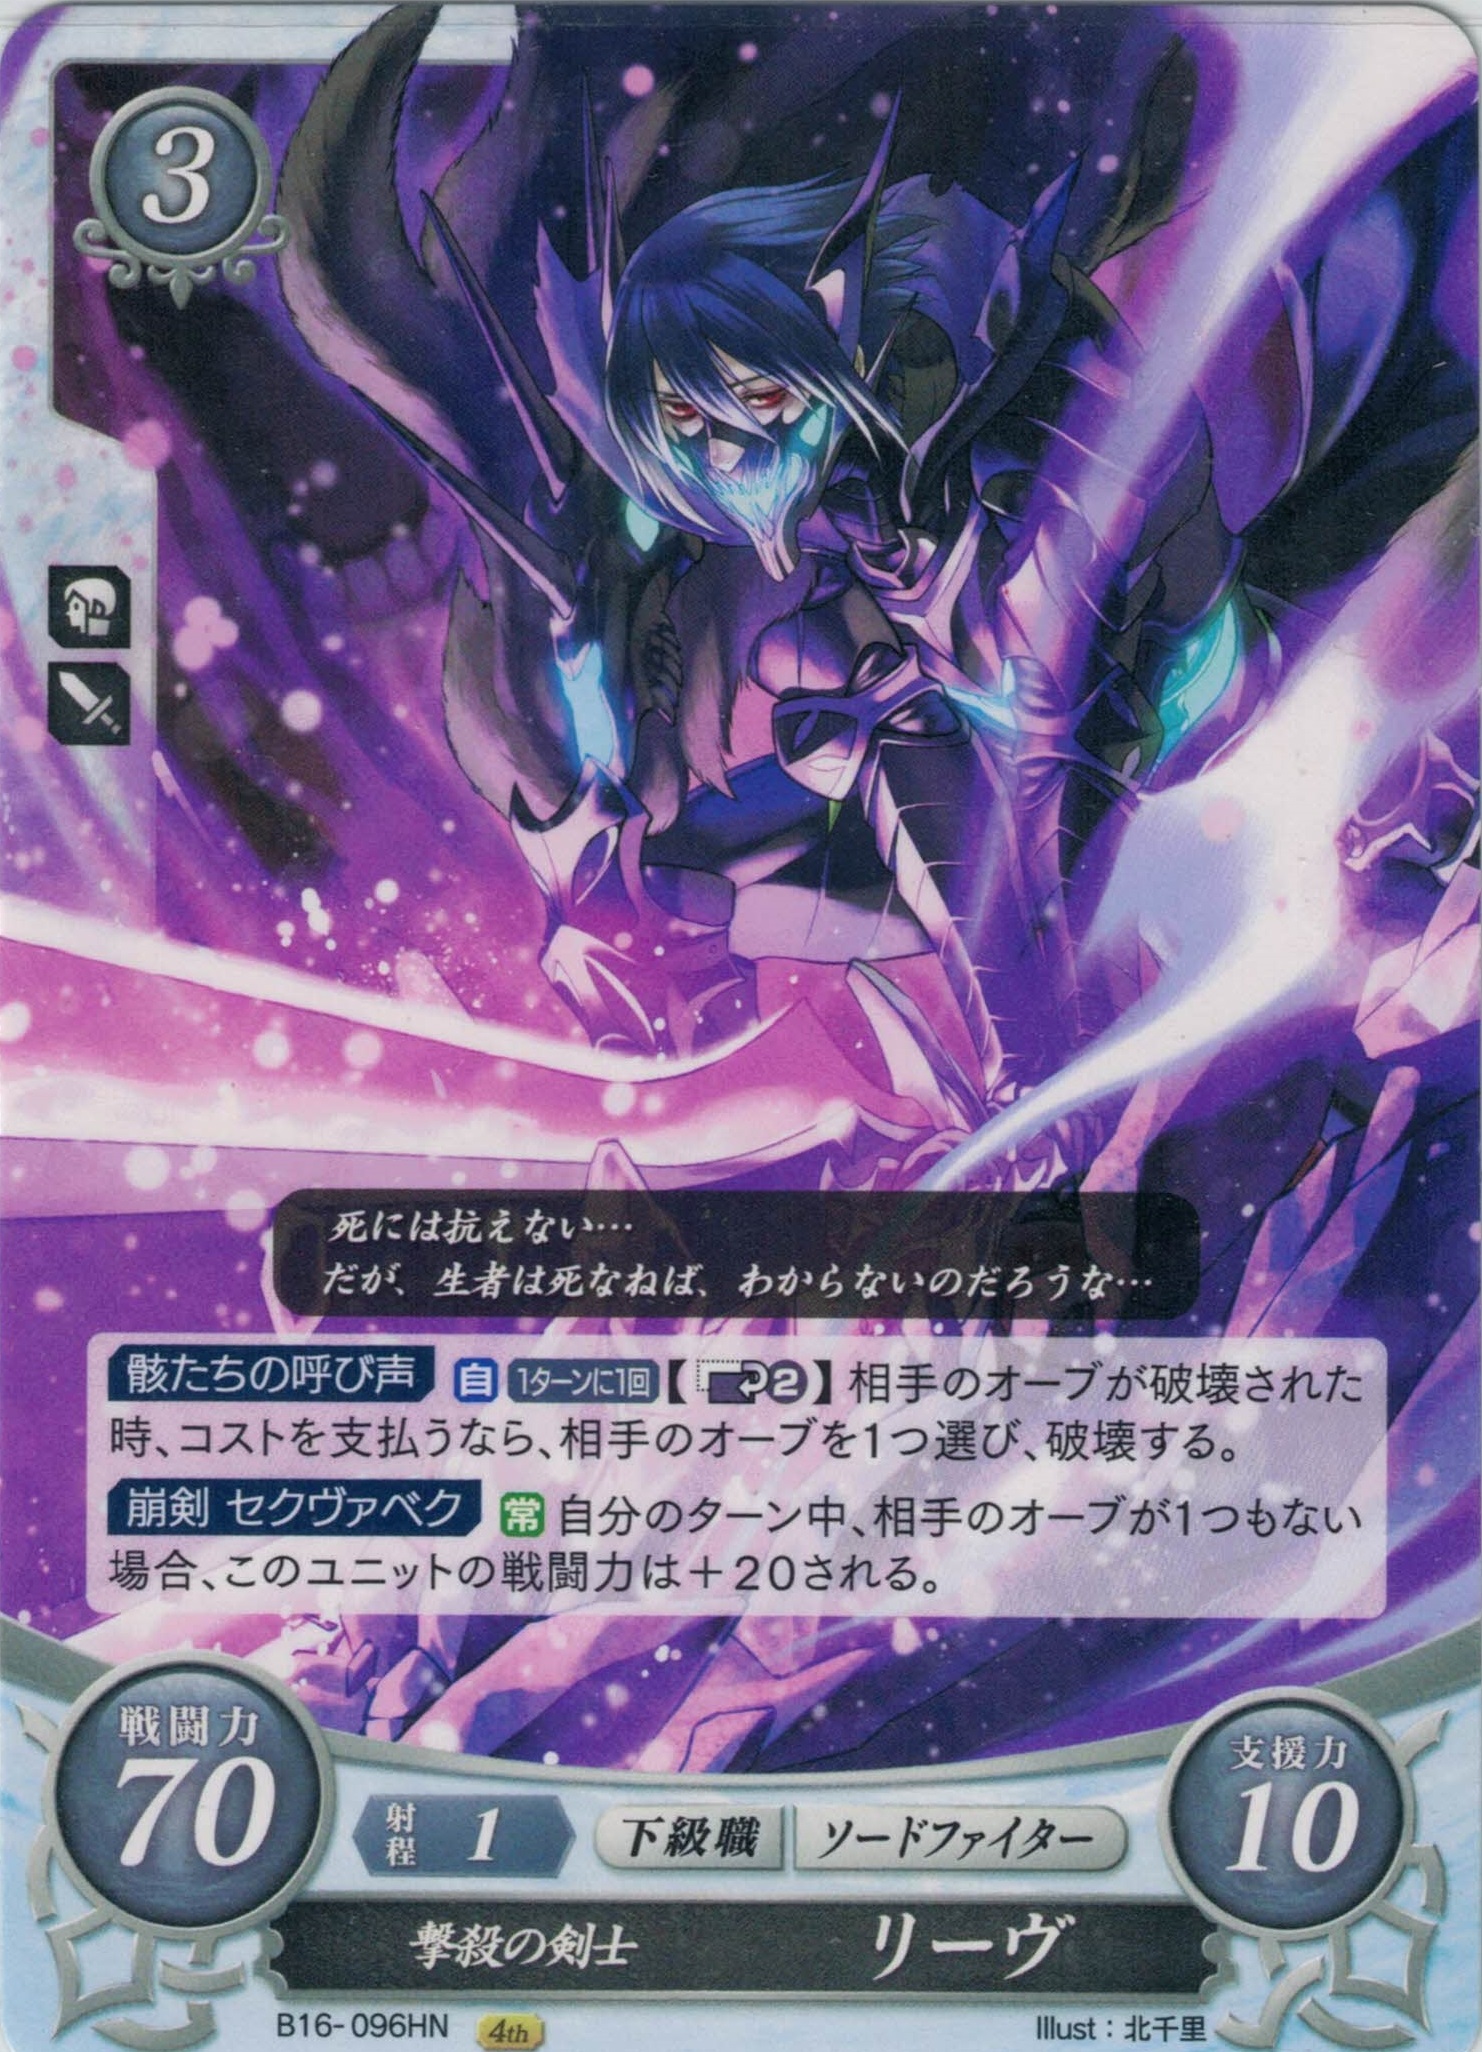 3
死には抗えない…
だが、生者は死なねば、わからないのだろうな…
骸たちの呼び声 自 1ターンに1回【2】相手のオーブが破壊された
時、コストを支払うなら、相手のオーブを1つ選び、破壊する。
崩剣 セクヴァベク 常 自分のターン中、相手のオーブが1つもない
場合、このユニットの戦闘力は＋20される。
戦闘力
70
射程 1
下級職 ソードファイター
支援力
10
撃殺の剣士 リーヴ
B16-096HN 4th Illust：北千里